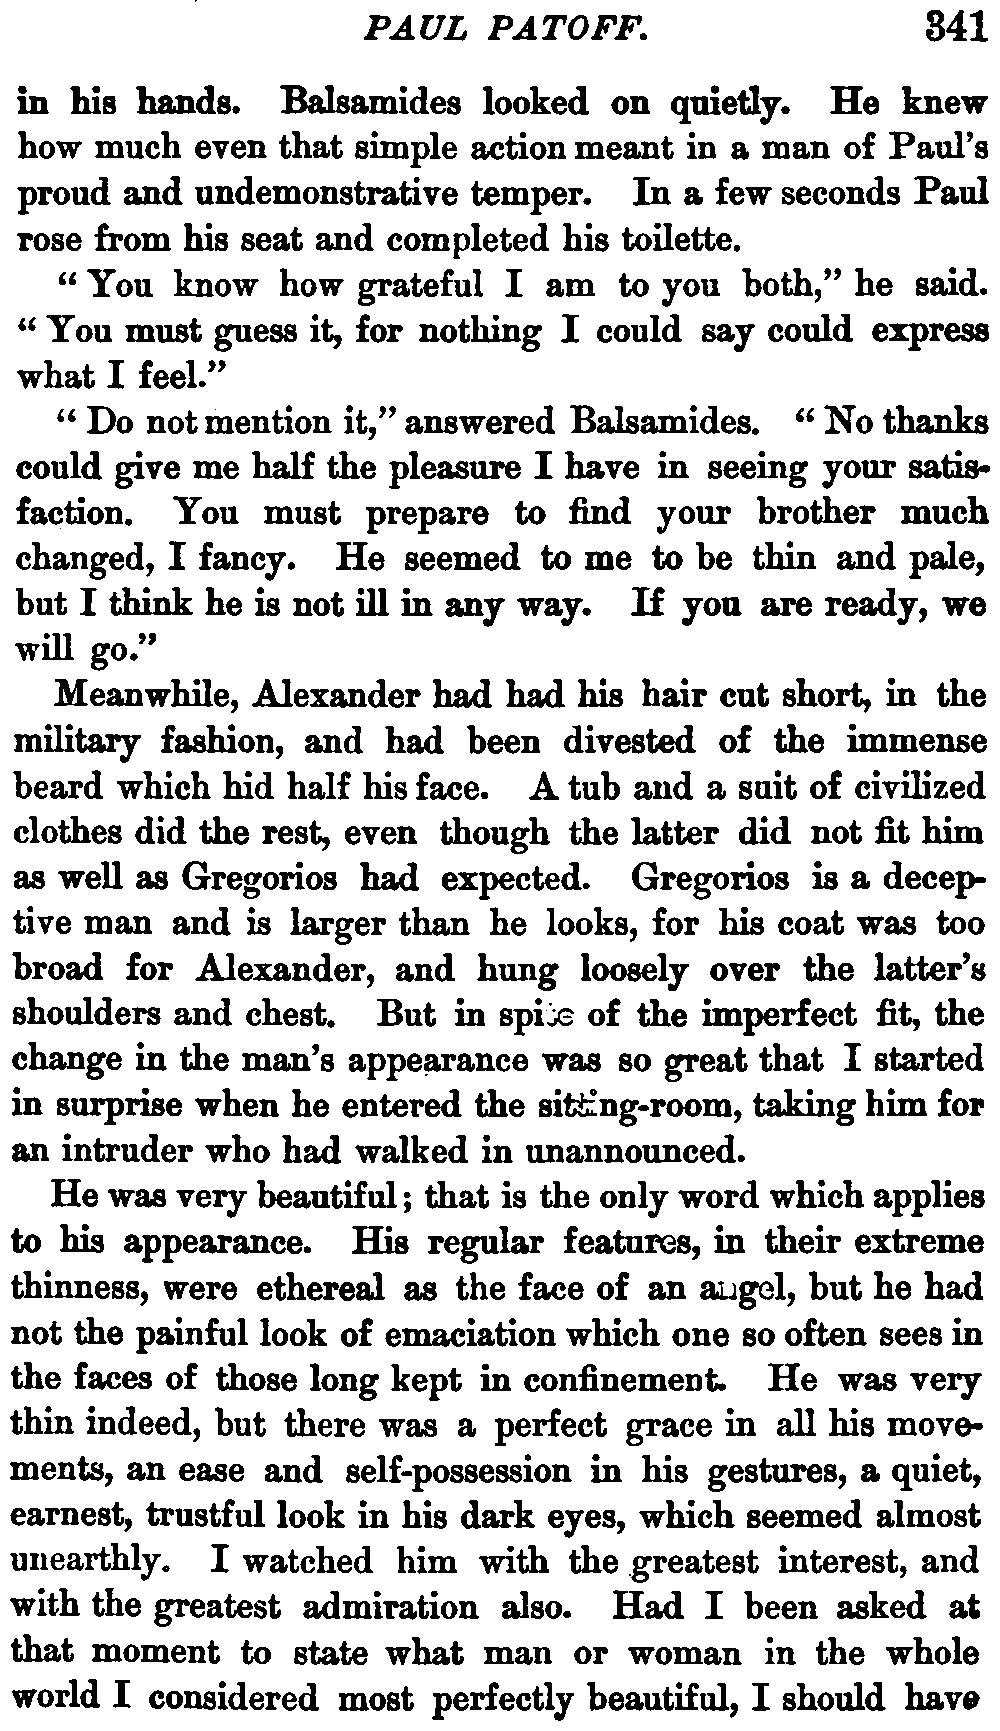 PAUL PATOFF. 341
in his hands. Balsamides looked on quietly. He knew
how much even that simple action meant in a man of Paul's
proud and undemonstrative temper. In a few seconds Paul
rose from his seat and completed his toilette.
“You know how grateful I am to you both,” he said.
“You must guess it, for nothing I could say could express
what I feel.”
“Do not mention it,” answered Balsamides. “No thanks
could give me half the pleasure I have in seeing your satis-
faction. You must prepare to find your brother much
changed, I fancy. He seemed to me to be thin and pale,
but I think he is not ill in any way. If you are ready, we
will go.”
Meanwhile, Alexander had had his hair cut short, in the
military fashion, and had been divested of the immense
beard which hid half his face. A tub and a suit of civilized
clothes did the rest, even though the latter did not fit him
as well as Gregorios had expected. Gregorios is a decep-
tive man and is larger than he looks, for his coat was too
broad for Alexander, and hung loosely over the latter's
shoulders and chest. But in spite of the imperfect fit, the
change in the man's appearance was so great that I started
in surprise when he entered the sitting-room, taking him for
an intruder who had walked in unannounced.
He was very beautiful; that is the only word which applies
to his appearance. His regular features, in their extreme
thinness, were ethereal as the face of an angel, but he had
not the painful look of emaciation which one so often sees in
the faces of those long kept in confinement. He was very
thin indeed, but there was a perfect grace in all his move-
ments, an ease and self-possession in his gestures, a quiet,
earnest, trustful look in his dark eyes, which seemed almost
unearthly. I watched him with the greatest interest, and
with the greatest admiration also. Had I been asked at
that moment to state what man or woman in the whole
world I considered most perfectly beautiful, I should have